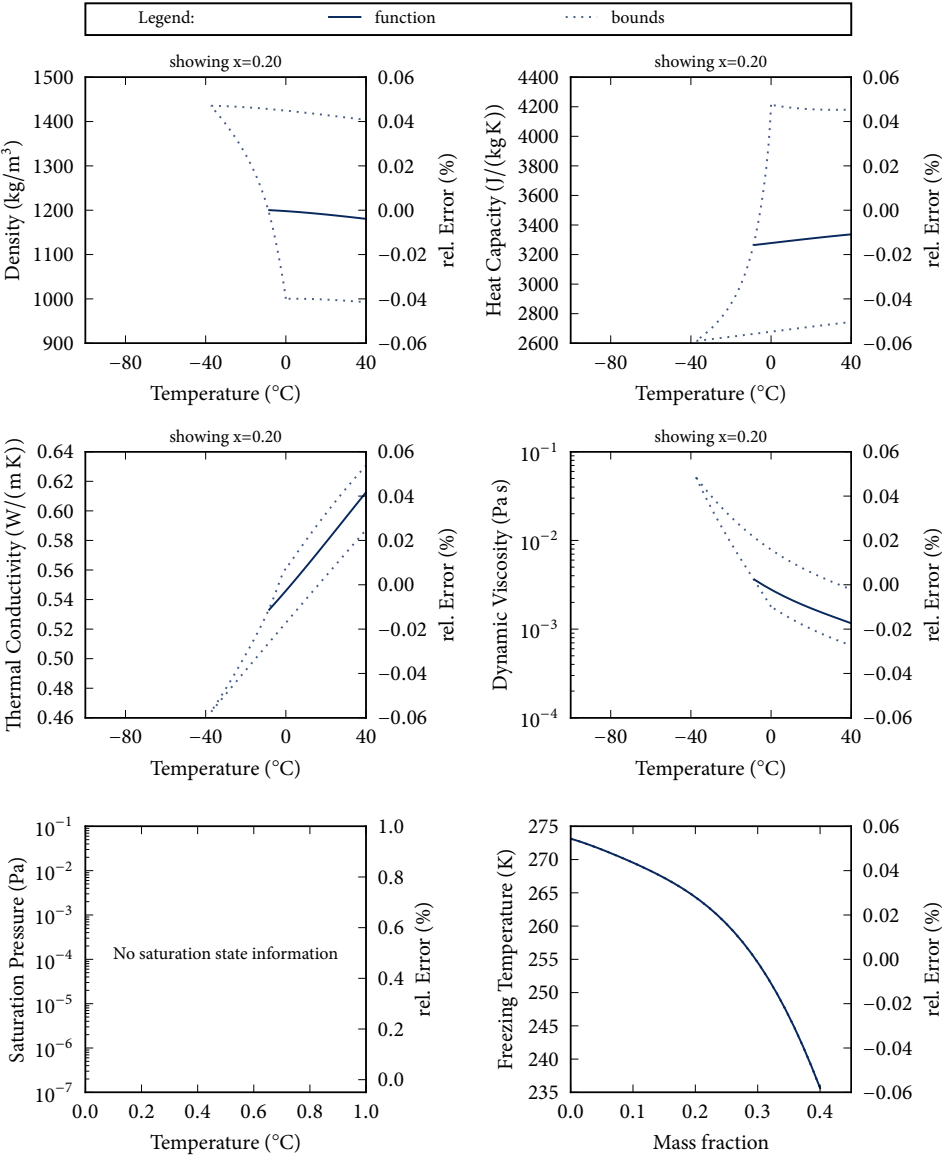 Legend: function bounds
showing x=0.20
Density (kg/m³)
1500
1400
1300
1200
1100
1000
900
0.06
0.04
0.02
0.00
−0.02
−0.04
−0.06
rel. Error (%)
−80 −40 0 40
Temperature (°C)
showing x=0.20
Heat Capacity (J/(kg K))
4400
4200
4000
3800
3600
3400
3200
3000
2800
2600
0.06
0.04
0.02
0.00
−0.02
−0.04
−0.06
rel. Error (%)
−80 −40 0 40
Temperature (°C)
showing x=0.20
Thermal Conductivity (W/(m K))
0.64
0.62
0.60
0.58
0.56
0.54
0.52
0.50
0.48
0.46
0.06
0.04
0.02
0.00
−0.02
−0.04
−0.06
rel. Error (%)
−80 −40 0 40
Temperature (°C)
showing x=0.20
Dynamic Viscosity (Pa s)
10⁻¹
10⁻²
10⁻³
10⁻⁴
0.06
0.04
0.02
0.00
−0.02
−0.04
−0.06
rel. Error (%)
−80 −40 0 40
Temperature (°C)
Saturation Pressure (Pa)
10⁻¹
10⁻²
10⁻³
10⁻⁴
10⁻⁵
10⁻⁶
10⁻⁷
No saturation state information
1.0
0.8
0.6
0.4
0.2
0.0
rel. Error (%)
0.0 0.2 0.4 0.6 0.8 1.0
Temperature (°C)
Freezing Temperature (K)
275
270
265
260
255
250
245
240
235
0.06
0.04
0.02
0.00
−0.02
−0.04
−0.06
rel. Error (%)
0.0 0.1 0.2 0.3 0.4
Mass fraction